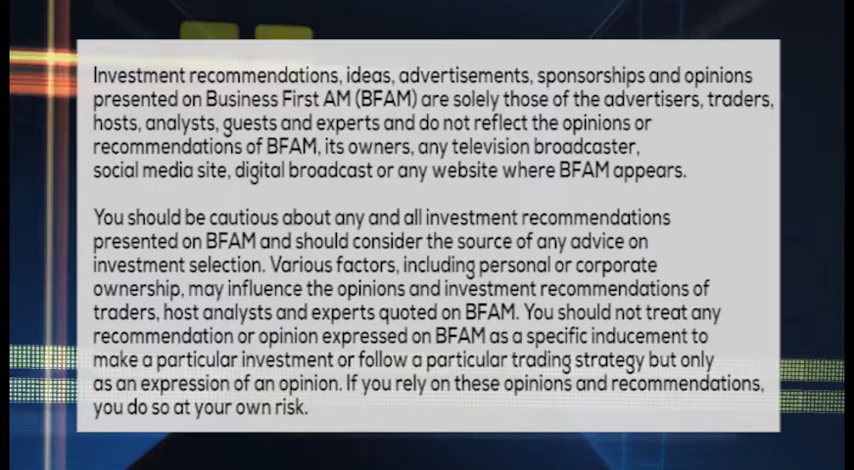 Investment recommendations, ideas, advertisements, sponsorships and opinions
presented on Business First AM (BFAM) are solely those of the advertisers, traders,
hosts, analysts, guests and experts and do not reflect the opinions or
recommendations of BFAM, its owners, any television broadcaster,
social media site, digital broadcast or any website where BFAM appears.
You should be cautious about any and all investment recommendations
presented on BFAM and should consider the source of any advice on
investment selection. Various factors, including personal or corporate
ownership, may influence the opinions and investment recommendations of
traders, host analysts and experts quoted on BFAM. You should not treat any
recommendation or opinion expressed on BFAM as a specific inducement to
make a particular investment or follow a particular trading strategy but only
as an expression of an opinion. If you rely on these opinions and recommendations,
you do so at your own risk.